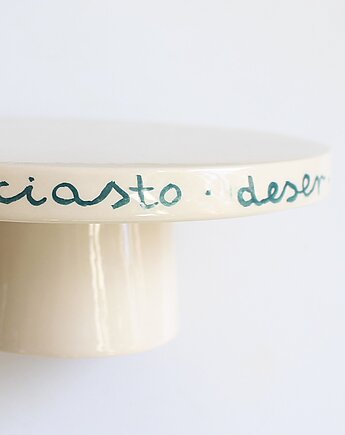 ciasto · deser